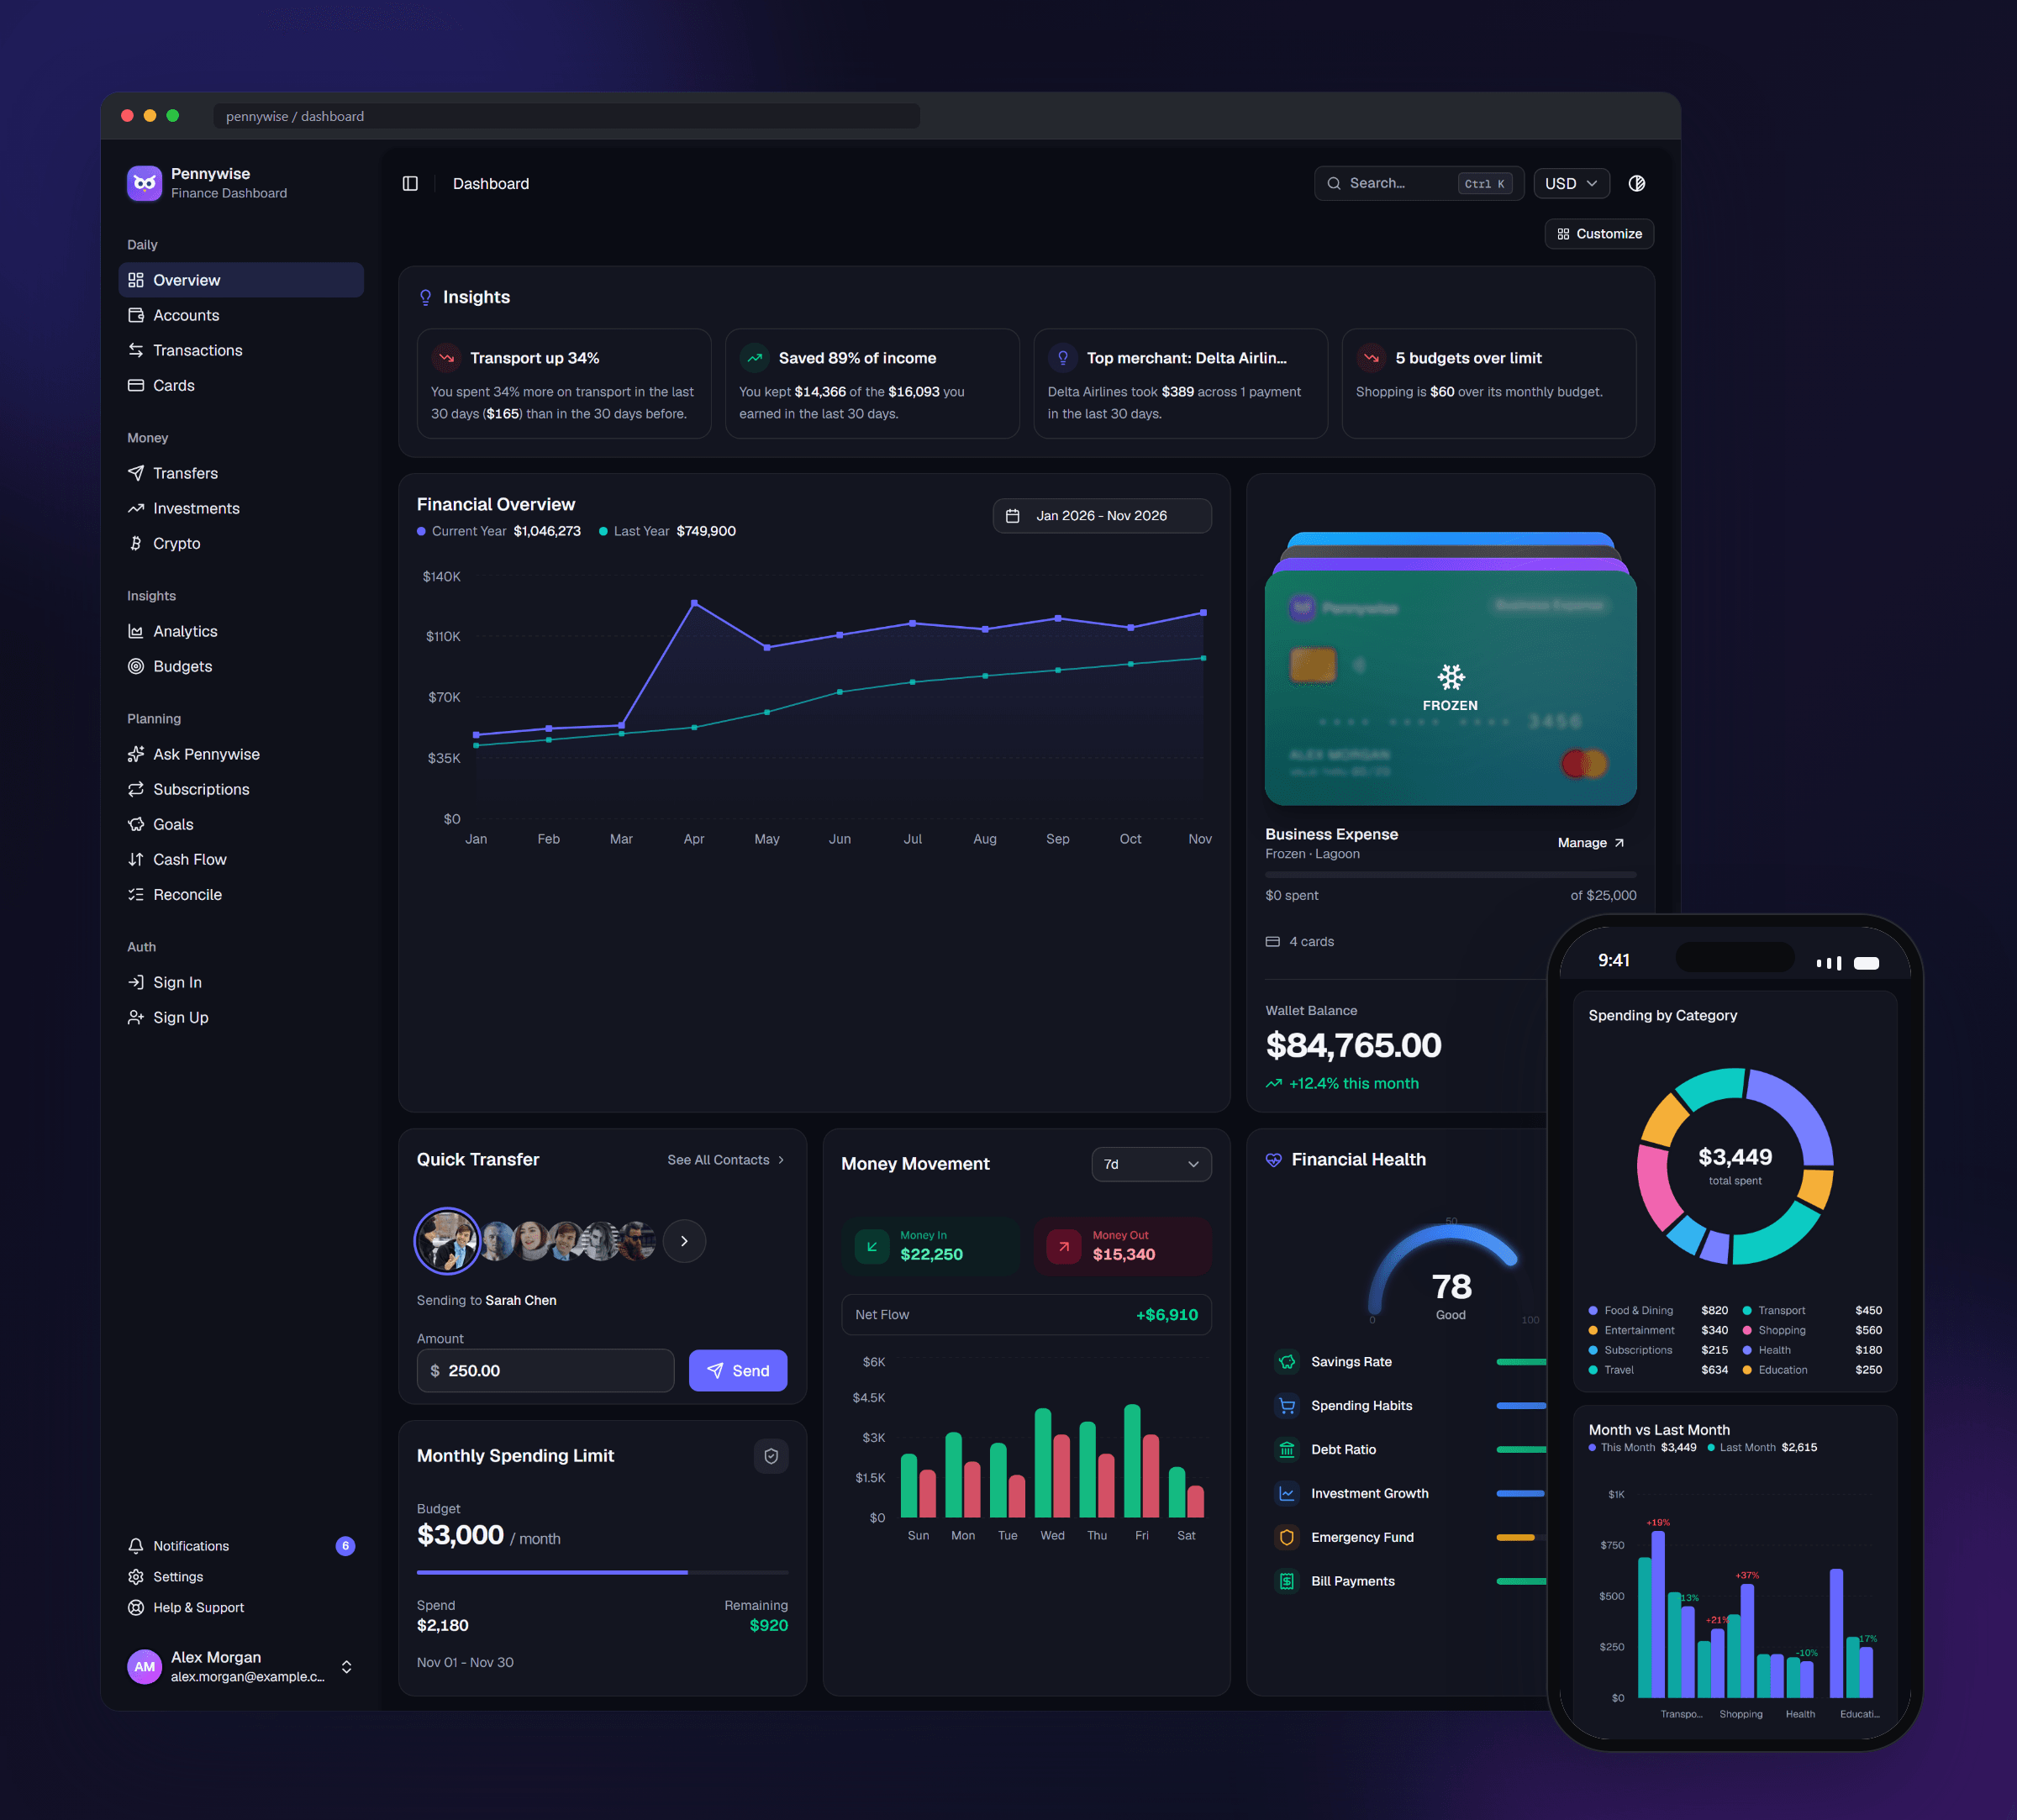 pennywise / dashboard
Pennywise
Finance Dashboard
Daily
Overview
Accounts
Transactions
Cards
Money
Transfers
Investments
Crypto
Insights
Analytics
Budgets
Planning
Ask Pennywise
Subscriptions
Goals
Cash Flow
Reconcile
Auth
Sign In
Sign Up
Notifications 6
Settings
Help & Support
AM
Alex Morgan
alex.morgan@example.c...
Dashboard
Search...
Ctrl K
USD
Customize
Insights
Transport up 34%
You spent 34% more on transport in the last
30 days ($165) than in the 30 days before.
Saved 89% of income
You kept $14,366 of the $16,093 you
earned in the last 30 days.
Top merchant: Delta Airlin...
Delta Airlines took $389 across 1 payment
in the last 30 days.
5 budgets over limit
Shopping is $60 over its monthly budget.
Financial Overview
Current Year $1,046,273 Last Year $749,900
Jan 2026 - Nov 2026
$140K
$110K
$70K
$35K
$0
Jan Feb Mar Apr May Jun Jul Aug Sep Oct Nov
Pennywise
Business Expense
FROZEN
3456
ALEX MORGAN
Business Expense
Frozen · Lagoon
Manage
$0 spent
of $25,000
4 cards
Wallet Balance
$84,765.00
+12.4% this month
Quick Transfer
See All Contacts
Sending to Sarah Chen
Amount
$ 250.00
Send
Monthly Spending Limit
Budget
$3,000 / month
Spend
$2,180
Remaining
$920
Nov 01 - Nov 30
Money Movement
7d
Money In
$22,250
Money Out
$15,340
Net Flow
+$6,910
$6K
$4.5K
$3K
$1.5K
$0
Sun Mon Tue Wed Thu Fri Sat
Financial Health
50
78
Good
0
100
Savings Rate
Spending Habits
Debt Ratio
Investment Growth
Emergency Fund
Bill Payments
9:41
Spending by Category
$3,449
total spent
Food & Dining $820 Transport $450
Entertainment $340 Shopping $560
Subscriptions $215 Health $180
Travel $634 Education $250
Month vs Last Month
This Month $3,449 Last Month $2,615
$1K
$750
$500
$250
$0
+19%
13%
+21%
+37%
-10%
17%
Transpo... Shopping Health Educati...